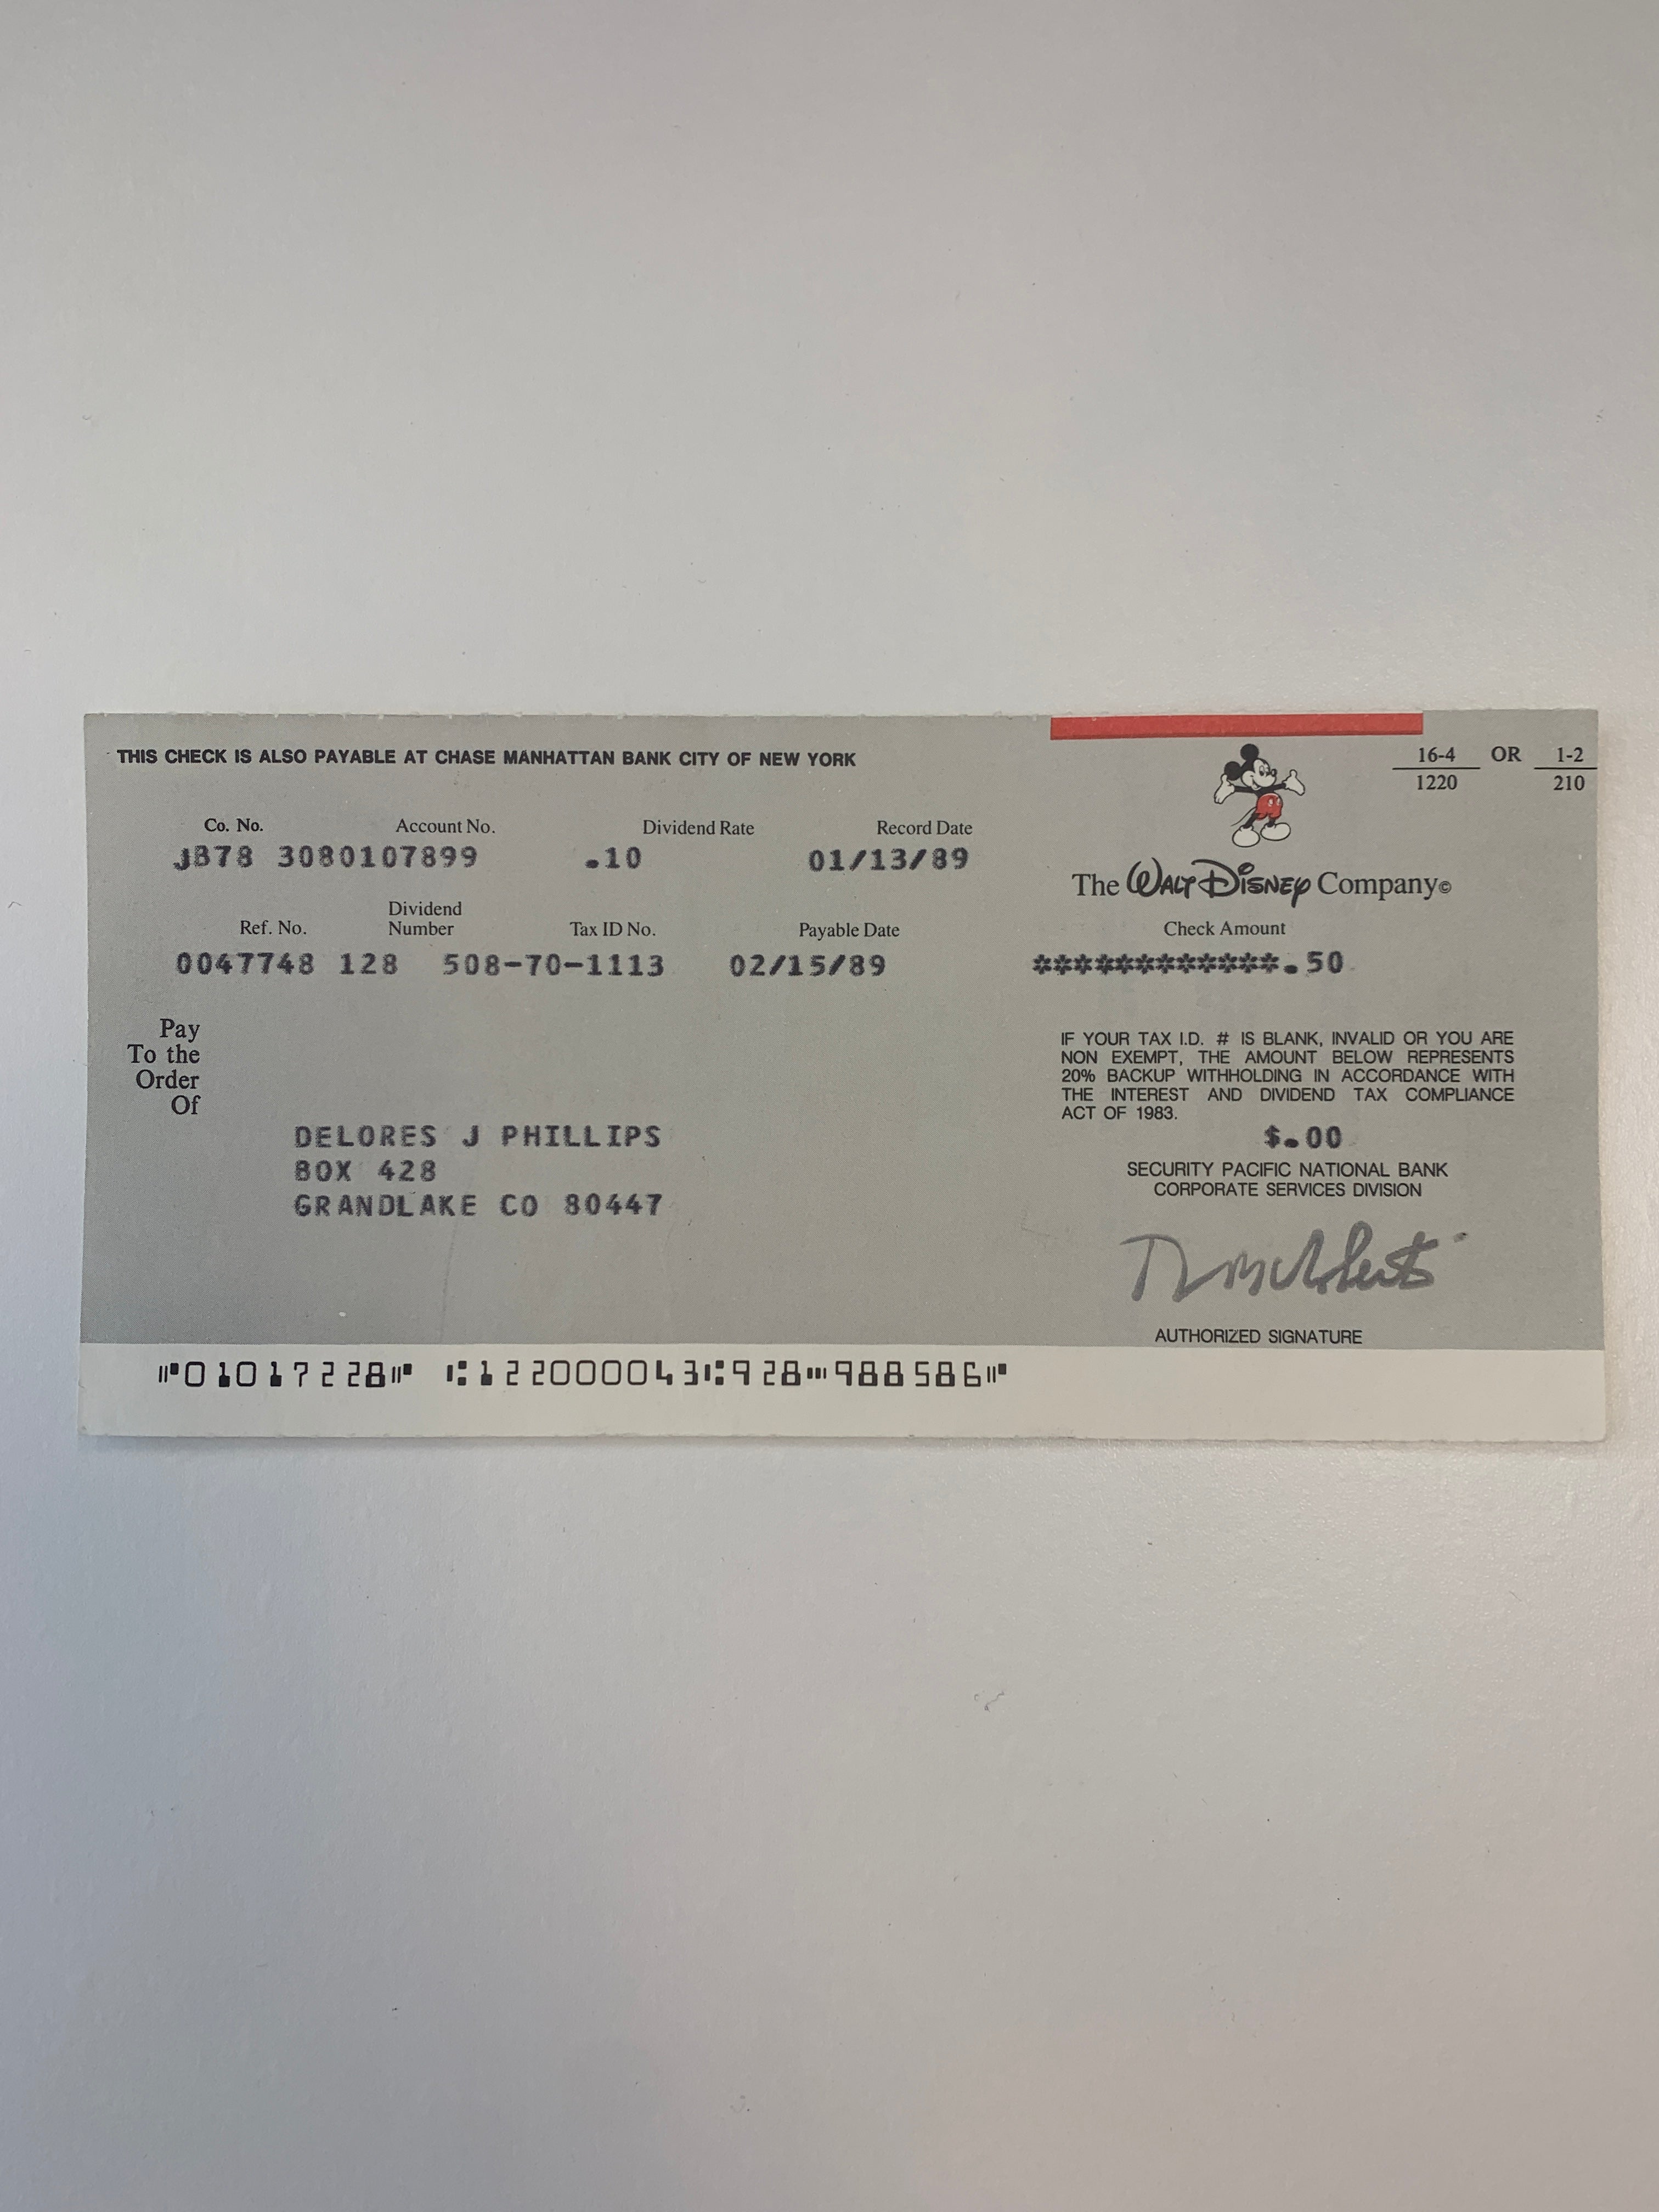 THIS CHECK IS ALSO PAYABLE AT CHASE MANHATTAN BANK CITY OF NEW YORK
16-4 OR 1-2
1220 210
Co. No. Account No. Dividend Rate Record Date
JB78 3080107899 .10 01/13/89
The WALT DISNEY Company©
Ref. No. Dividend Number Tax ID No. Payable Date Check Amount
0047748 128 508-70-1113 02/15/89 ************.50
Pay
To the
Order
Of
DELORES J PHILLIPS
BOX 428
GRANDLAKE CO 80447
IF YOUR TAX I.D. # IS BLANK, INVALID OR YOU ARE
NON EXEMPT, THE AMOUNT BELOW REPRESENTS
20% BACKUP WITHHOLDING IN ACCORDANCE WITH
THE INTEREST AND DIVIDEND TAX COMPLIANCE
ACT OF 1983.
$.00
SECURITY PACIFIC NATIONAL BANK
CORPORATE SERVICES DIVISION
AUTHORIZED SIGNATURE
⑈01017228⑈ ⑆122000043⑆928⑉988586⑈